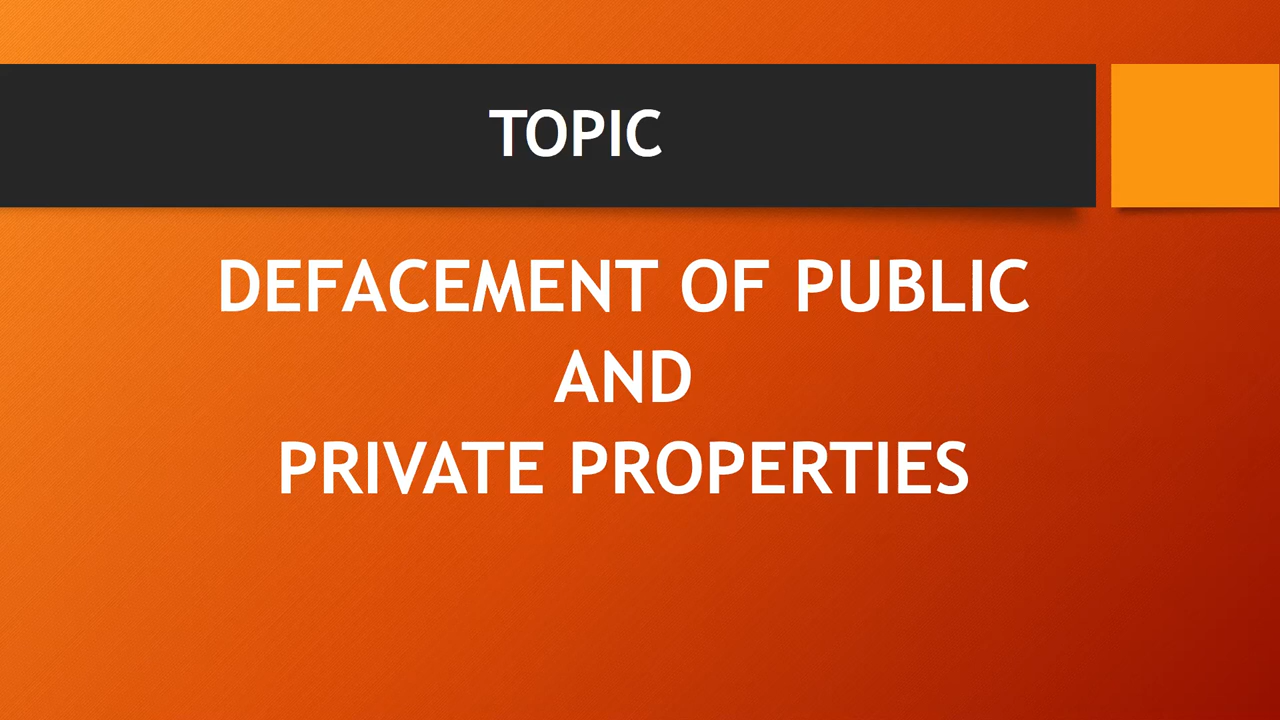 TOPIC
DEFACEMENT OF PUBLIC
AND
PRIVATE PROPERTIES